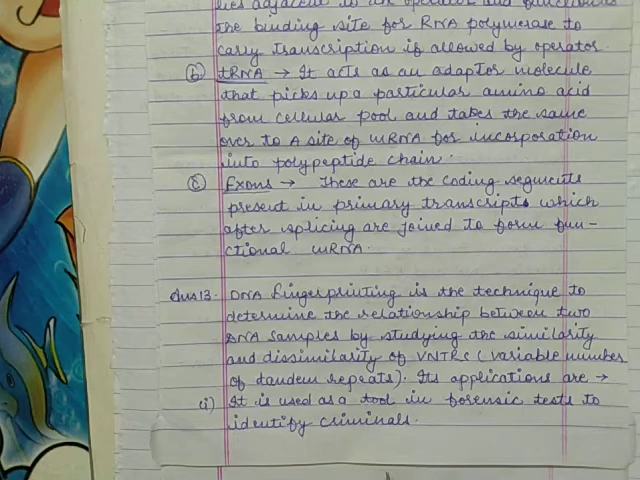 lies adjacent to an operator and functions as
the binding site for RNA polymerase to
carry transcription if allowed by operator.
(b) tRNA → It acts as an adaptor molecule
that picks up a particular amino acid
from cellular pool and takes the same
over to A site of mRNA for incorporation
into polypeptide chain.
(c) Exons → These are the coding segments
present in primary transcripts which
after splicing are joined to form fun-
ctional mRNA.
Ans 13. DNA fingerprinting is the technique to
determine the relationship between two
DNA samples by studying the similarity
and dissimilarity of VNTRs (variable number
of tandem repeats). Its applications are →
(i) It is used as a tool in forensic tests to
identify criminals.